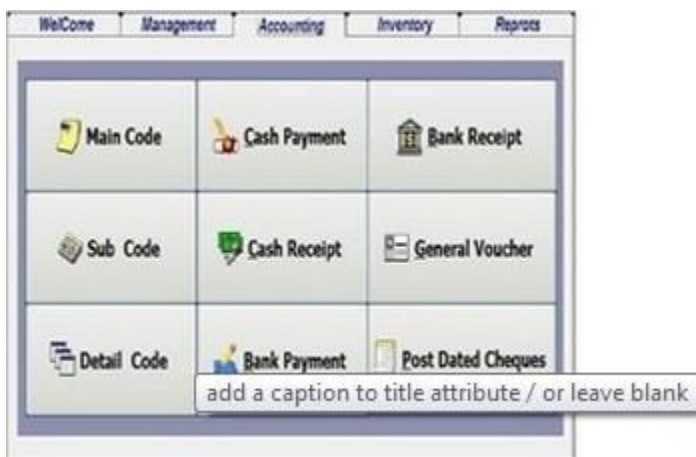 WelCome Management Accounting Inventory Reprots
Main Code Cash Payment Bank Receipt
Sub Code Cash Receipt General Voucher
Detail Code Bank Payment Post Dated Cheques
add a caption to title attribute / or leave blank